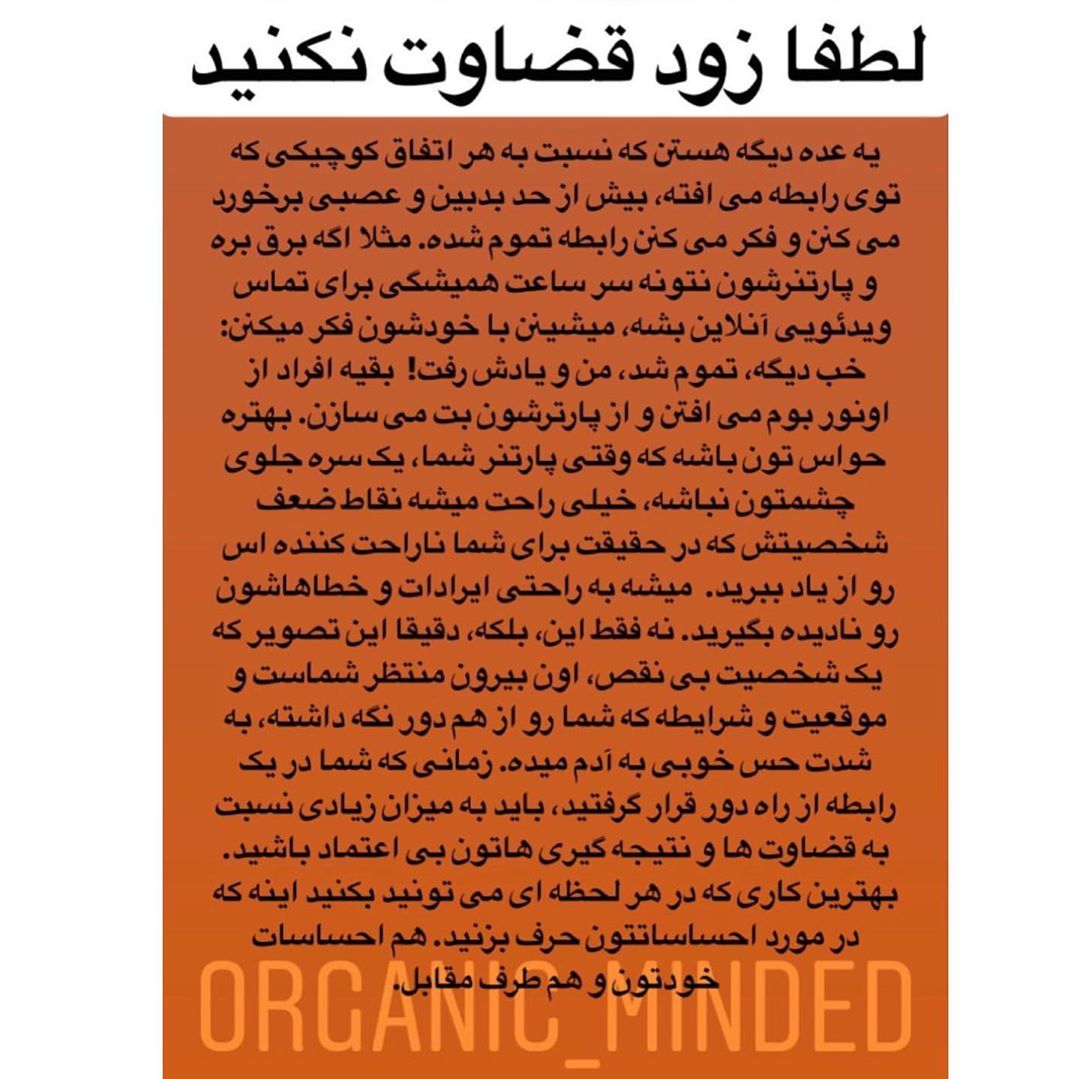 لطفا زود قضاوت نکنید
یه عده دیگه هستن که نسبت به هر اتفاق کوچیکی که
توی رابطه می افته، بیش از حد بدبین و عصبی برخورد
می کنن و فکر می کنن رابطه تموم شده. مثلا اگه برق بره
و پارتنرشون نتونه سر ساعت همیشگی برای تماس
ویدئویی آنلاین بشه، میشینن با خودشون فکر میکنن:
خب دیگه، تموم شد، من و یادش رفت! بقیه افراد از
اونور بوم می افتن و از پارترشون بت می سازن. بهتره
حواس تون باشه که وقتی پارتنر شما، یک سره جلوی
چشمتون نباشه، خیلی راحت میشه نقاط ضعف
شخصیتش که در حقیقت برای شما ناراحت کننده اس
رو از یاد ببرید. میشه به راحتی ایرادات و خطاهاشون
رو نادیده بگیرید. نه فقط این، بلکه، دقیقا این تصویر که
یک شخصیت بی نقص، اون بیرون منتظر شماست و
موقعیت و شرایطه که شما رو از هم دور نگه داشته، به
شدت حس خوبی به آدم میده. زمانی که شما در یک
رابطه از راه دور قرار گرفتید، باید به میزان زیادی نسبت
به قضاوت ها و نتیجه گیری هاتون بی اعتماد باشید.
بهترین کاری که در هر لحظه ای می تونید بکنید اینه که
در مورد احساساتتون حرف بزنید. هم احساسات
خودتون و هم طرف مقابل.
ORGANIC_MINDED